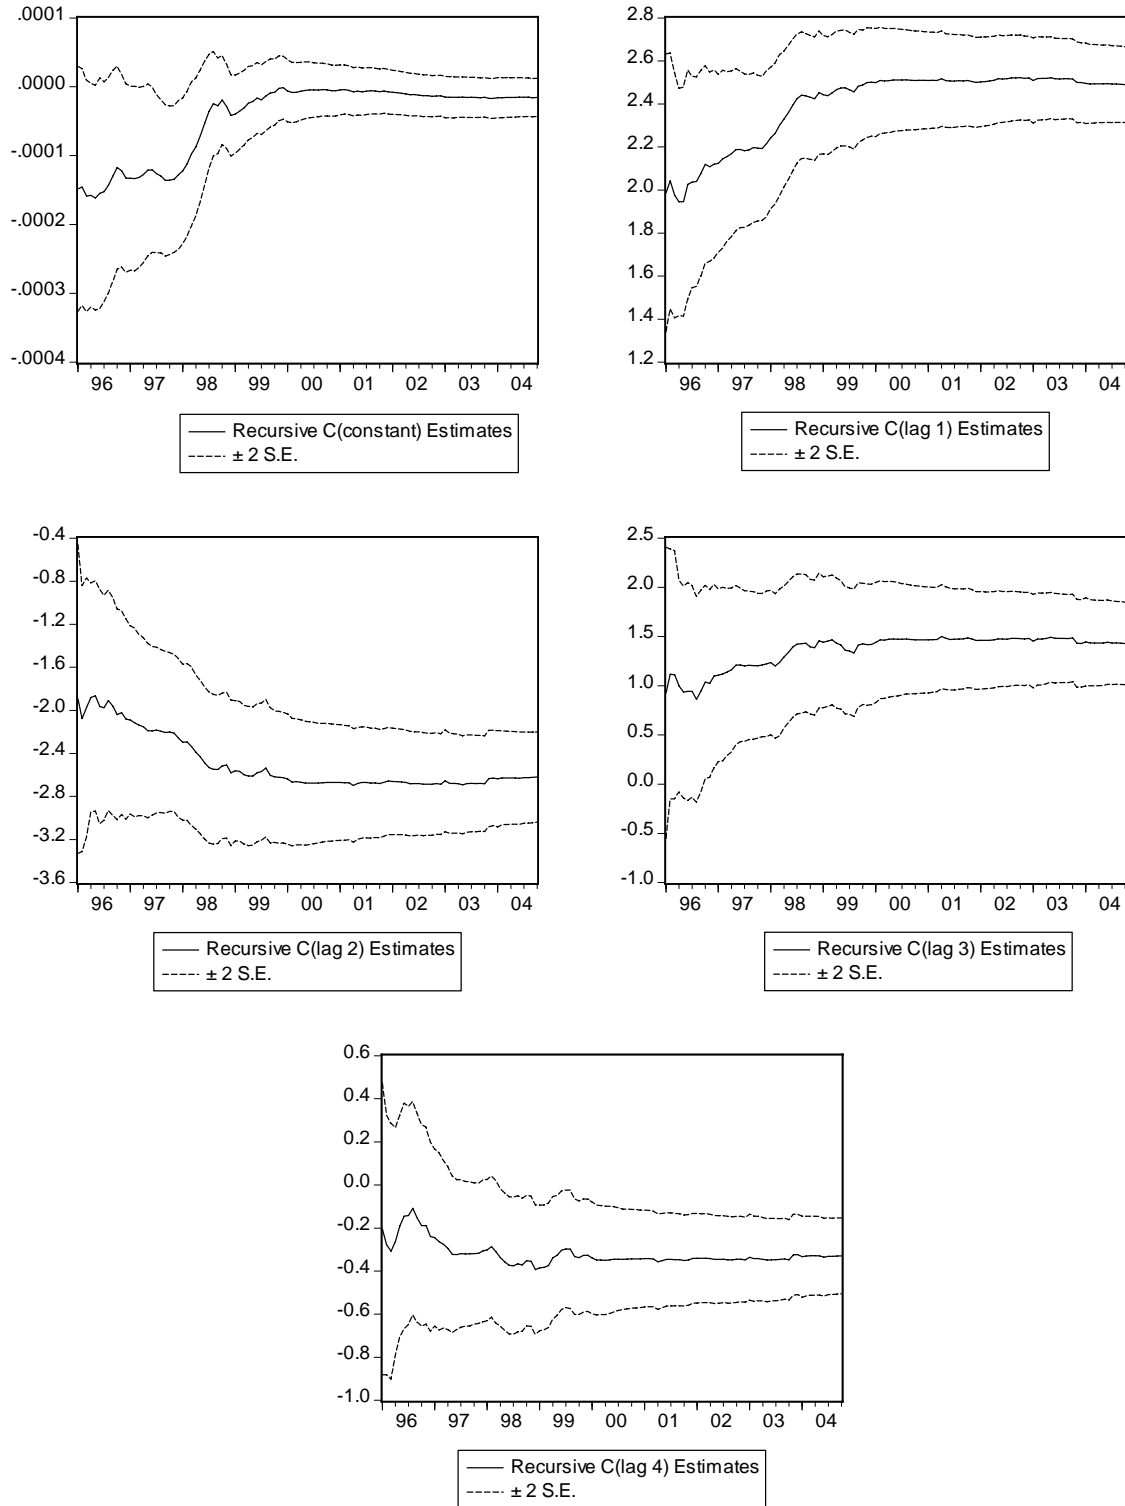 .0001
.0000
-.0001
-.0002
-.0003
-.0004
96 97 98 99 00 01 02 03 04
Recursive C(constant) Estimates
± 2 S.E.
2.8
2.6
2.4
2.2
2.0
1.8
1.6
1.4
1.2
96 97 98 99 00 01 02 03 04
Recursive C(lag 1) Estimates
± 2 S.E.
-0.4
-0.8
-1.2
-1.6
-2.0
-2.4
-2.8
-3.2
-3.6
96 97 98 99 00 01 02 03 04
Recursive C(lag 2) Estimates
± 2 S.E.
2.5
2.0
1.5
1.0
0.5
0.0
-0.5
-1.0
96 97 98 99 00 01 02 03 04
Recursive C(lag 3) Estimates
± 2 S.E.
0.6
0.4
0.2
0.0
-0.2
-0.4
-0.6
-0.8
-1.0
96 97 98 99 00 01 02 03 04
Recursive C(lag 4) Estimates
± 2 S.E.